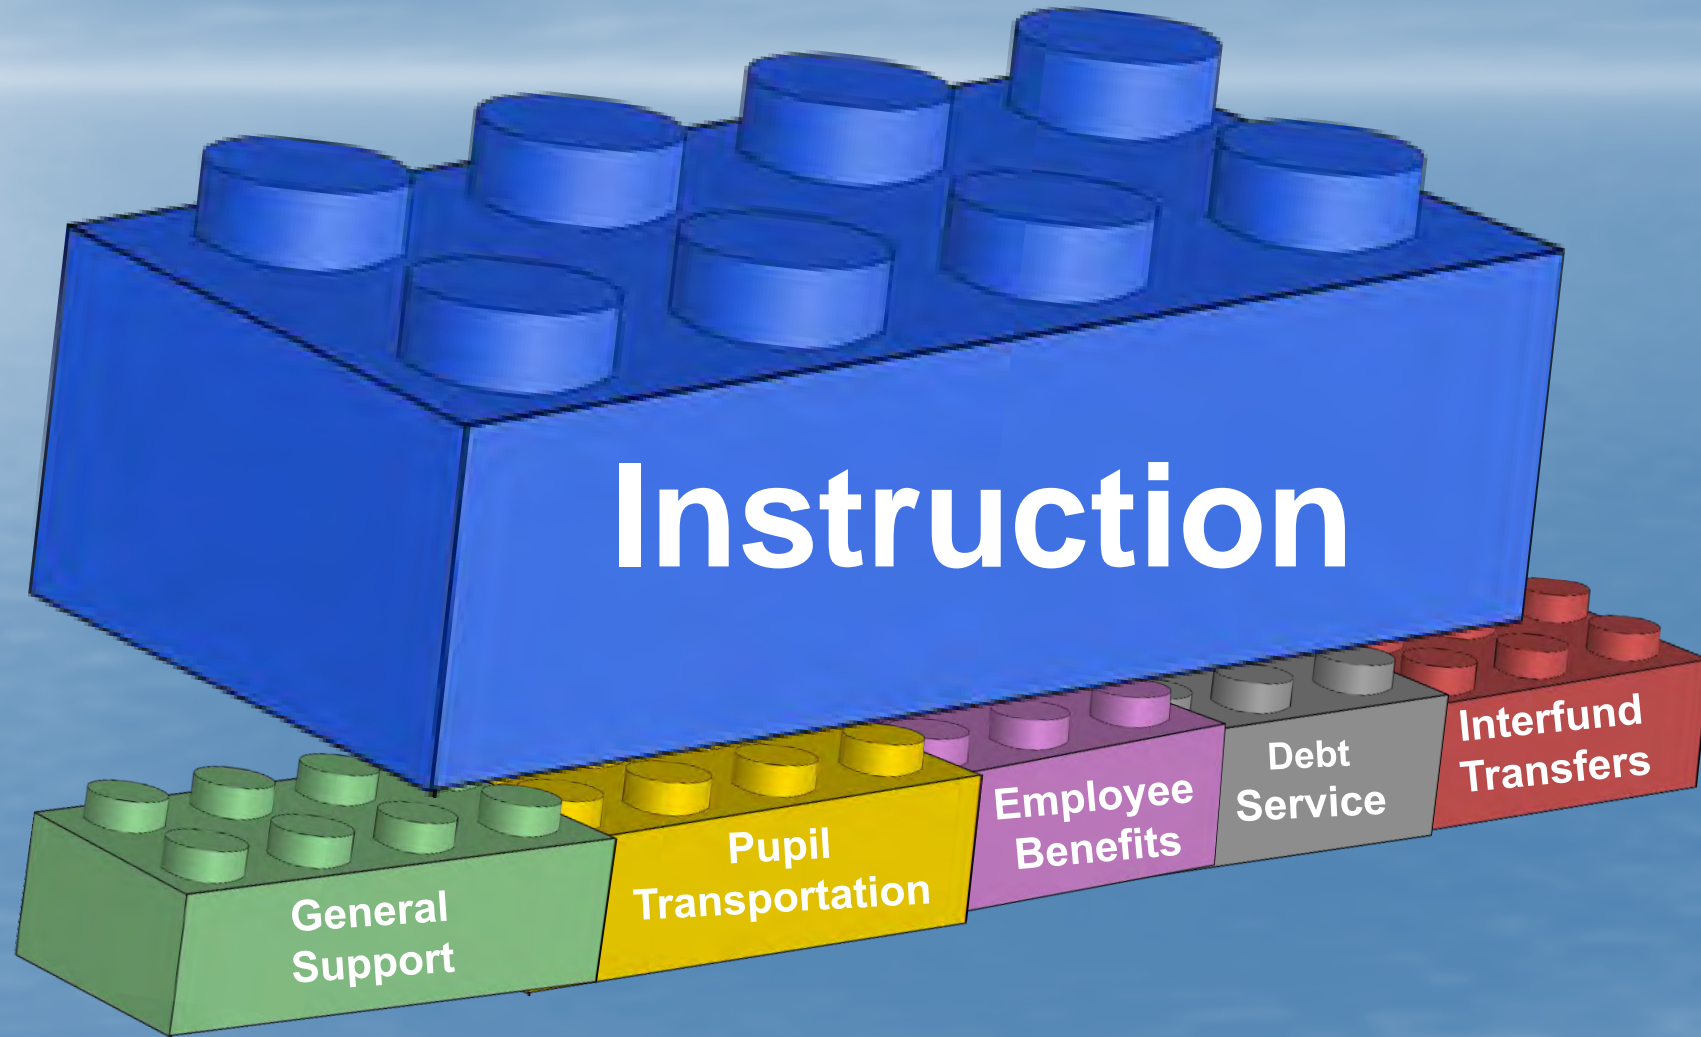 Instruction
General
Support
Pupil
Transportation
Employee
Benefits
Debt
Service
Interfund
Transfers